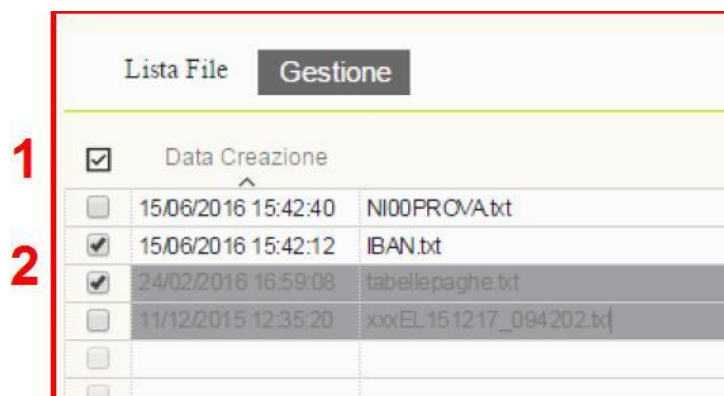 Lista File Gestione
1 Data Creazione
15/06/2016 15:42:40 NI00PROVA.txt
15/06/2016 15:42:12 IBAN.txt
2
24/02/2016 16:59:08 tabellepaghe.txt
11/12/2015 12:35:20 xxxEL151217_094202.txt